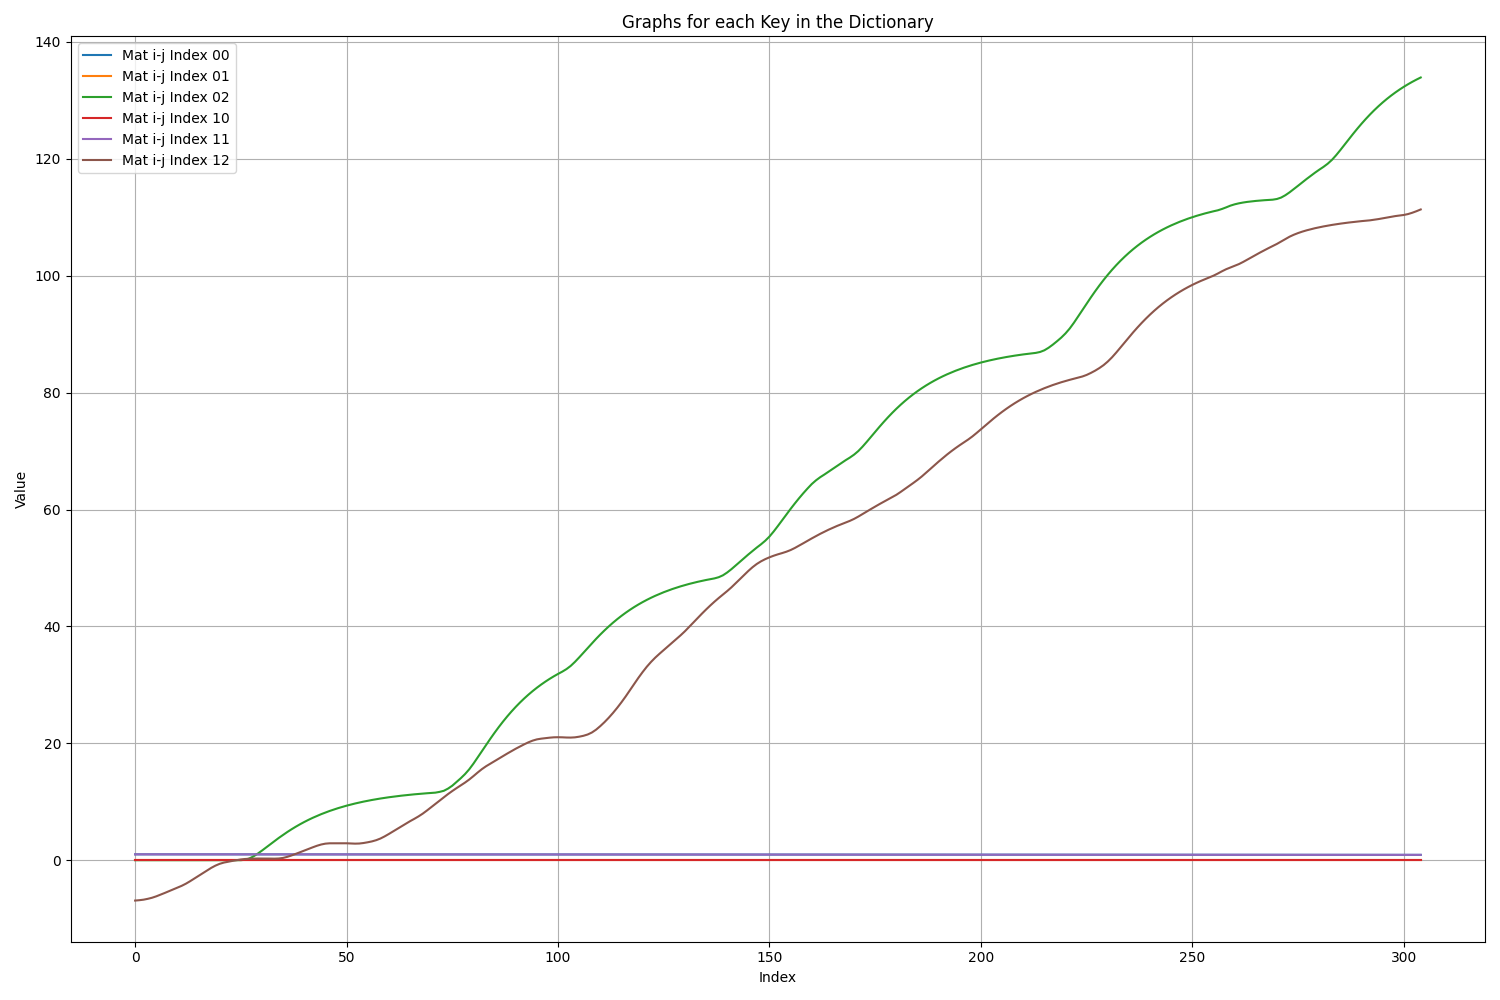 Graphs for each Key in the Dictionary
Mat i-j Index 00
Mat i-j Index 01
Mat i-j Index 02
Mat i-j Index 10
Mat i-j Index 11
Mat i-j Index 12
140
120
100
80
60
40
20
0
Value
0 50 100 150 200 250 300
Index